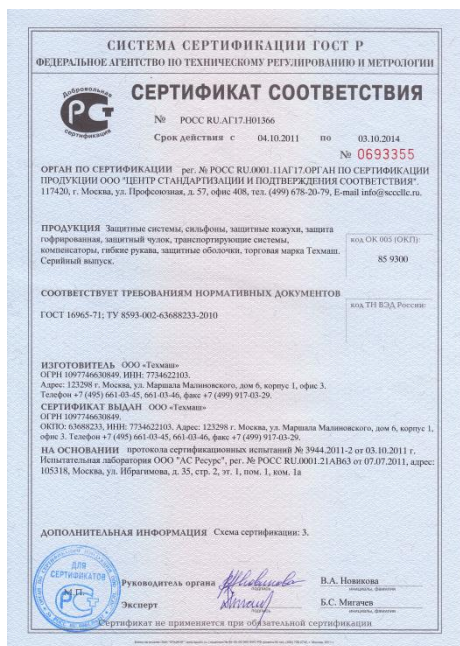 СИСТЕМА СЕРТИФИКАЦИИ ГОСТ Р
ФЕДЕРАЛЬНОЕ АГЕНТСТВО ПО ТЕХНИЧЕСКОМУ РЕГУЛИРОВАНИЮ И МЕТРОЛОГИИ
Добровольная
сертификация
СЕРТИФИКАТ СООТВЕТСТВИЯ
№ РОСС RU.АГ17.Н01366
Срок действия с 04.10.2011 по 03.10.2014
№ 0693355
ОРГАН ПО СЕРТИФИКАЦИИ рег. № РОСС RU.0001.11АГ17.ОРГАН ПО СЕРТИФИКАЦИИ
ПРОДУКЦИИ ООО "ЦЕНТР СТАНДАРТИЗАЦИИ И ПОДТВЕРЖДЕНИЯ СООТВЕТСТВИЯ".
117420, г. Москва, ул. Профсоюзная, д. 57, офис 408, тел. (499) 678-20-79, E-mail info@scccllc.ru.
ПРОДУКЦИЯ Защитные системы, сильфоны, защитные кожухи, защита
гофрированная, защитный чулок, транспортирующие системы,
компенсаторы, гибкие рукава, защитные оболочки, торговая марка Техмаш.
Серийный выпуск.
код ОК 005 (ОКП):
85 9300
СООТВЕТСТВУЕТ ТРЕБОВАНИЯМ НОРМАТИВНЫХ ДОКУМЕНТОВ
ГОСТ 16965-71; ТУ 8593-002-63688233-2010
код ТН ВЭД России:
ИЗГОТОВИТЕЛЬ ООО «Техмаш»
ОГРН 1097746630849. ИНН: 7734622103.
Адрес: 123298 г. Москва, ул. Маршала Малиновского, дом 6, корпус 1, офис 3.
Телефон +7 (495) 661-03-45, 661-03-46, факс +7 (499) 917-03-29.
СЕРТИФИКАТ ВЫДАН ООО «Техмаш»
ОГРН 1097746630849.
ОКПО: 63688233, ИНН: 7734622103. Адрес: 123298 г. Москва, ул. Маршала Малиновского, дом 6, корпус 1,
офис 3. Телефон +7 (495) 661-03-45, 661-03-46, факс +7 (499) 917-03-29.
НА ОСНОВАНИИ протокола сертификационных испытаний № 3944.2011-2 от 03.10.2011 г.
Испытательная лаборатория ООО "АС Ресурс", рег. № РОСС RU.0001.21АВ63 от 07.07.2011, адрес:
105318, Москва, ул. Ибрагимова, д. 35, стр. 2, эт. 1, пом. 1, ком. 1а
ДОПОЛНИТЕЛЬНАЯ ИНФОРМАЦИЯ Схема сертификации: 3.
ДЛЯ
СЕРТИФИКАТОВ
М.П.
Руководитель органа
подпись
В.А. Новикова
инициалы, фамилия
Эксперт
подпись
Б.С. Мигачев
инициалы, фамилия
Сертификат не применяется при обязательной сертификации